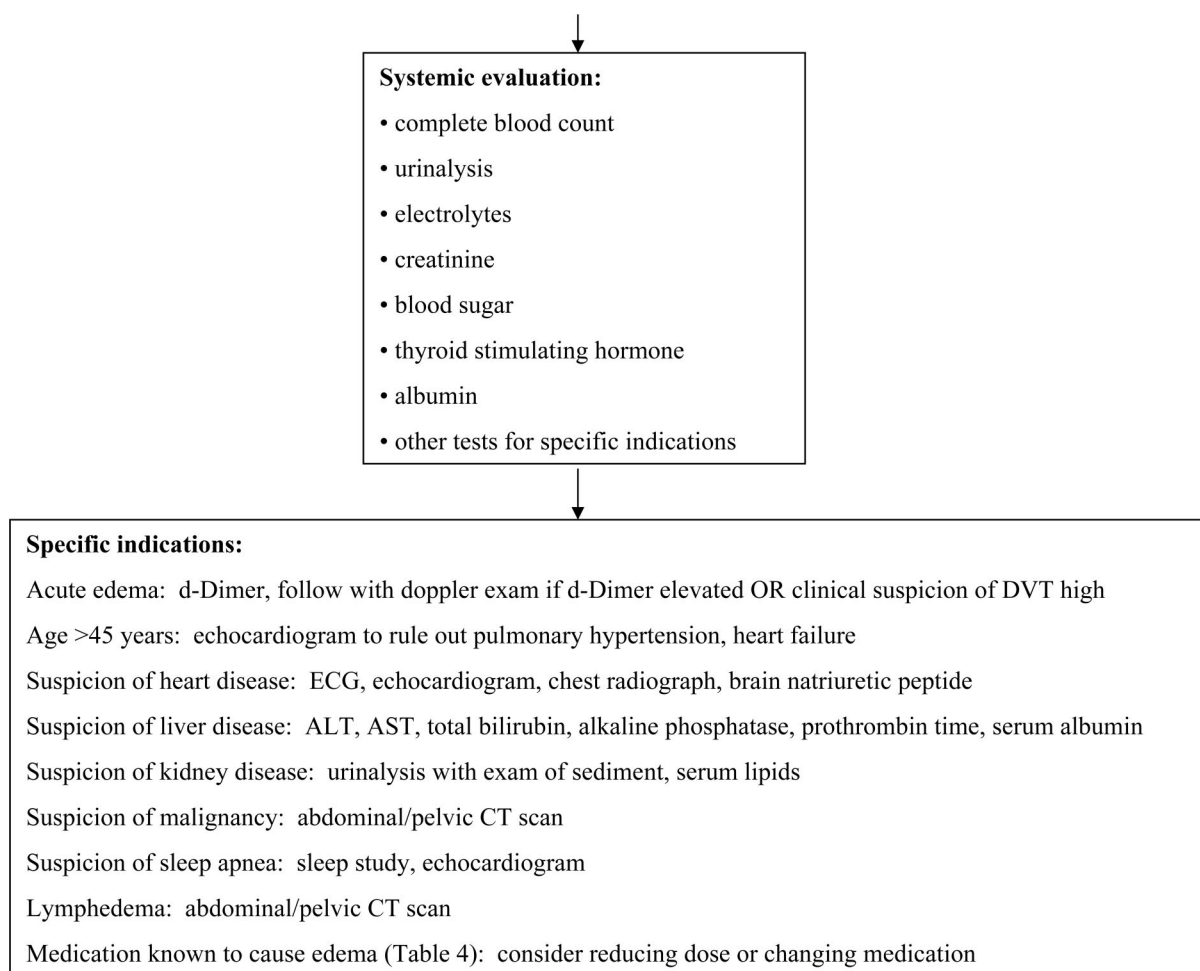 Systemic evaluation:
• complete blood count
• urinalysis
• electrolytes
• creatinine
• blood sugar
• thyroid stimulating hormone
• albumin
• other tests for specific indications
Specific indications:
Acute edema:  d-Dimer, follow with doppler exam if d-Dimer elevated OR clinical suspicion of DVT high
Age >45 years:  echocardiogram to rule out pulmonary hypertension, heart failure
Suspicion of heart disease:  ECG, echocardiogram, chest radiograph, brain natriuretic peptide
Suspicion of liver disease:  ALT, AST, total bilirubin, alkaline phosphatase, prothrombin time, serum albumin
Suspicion of kidney disease:  urinalysis with exam of sediment, serum lipids
Suspicion of malignancy:  abdominal/pelvic CT scan
Suspicion of sleep apnea:  sleep study, echocardiogram
Lymphedema:  abdominal/pelvic CT scan
Medication known to cause edema (Table 4):  consider reducing dose or changing medication